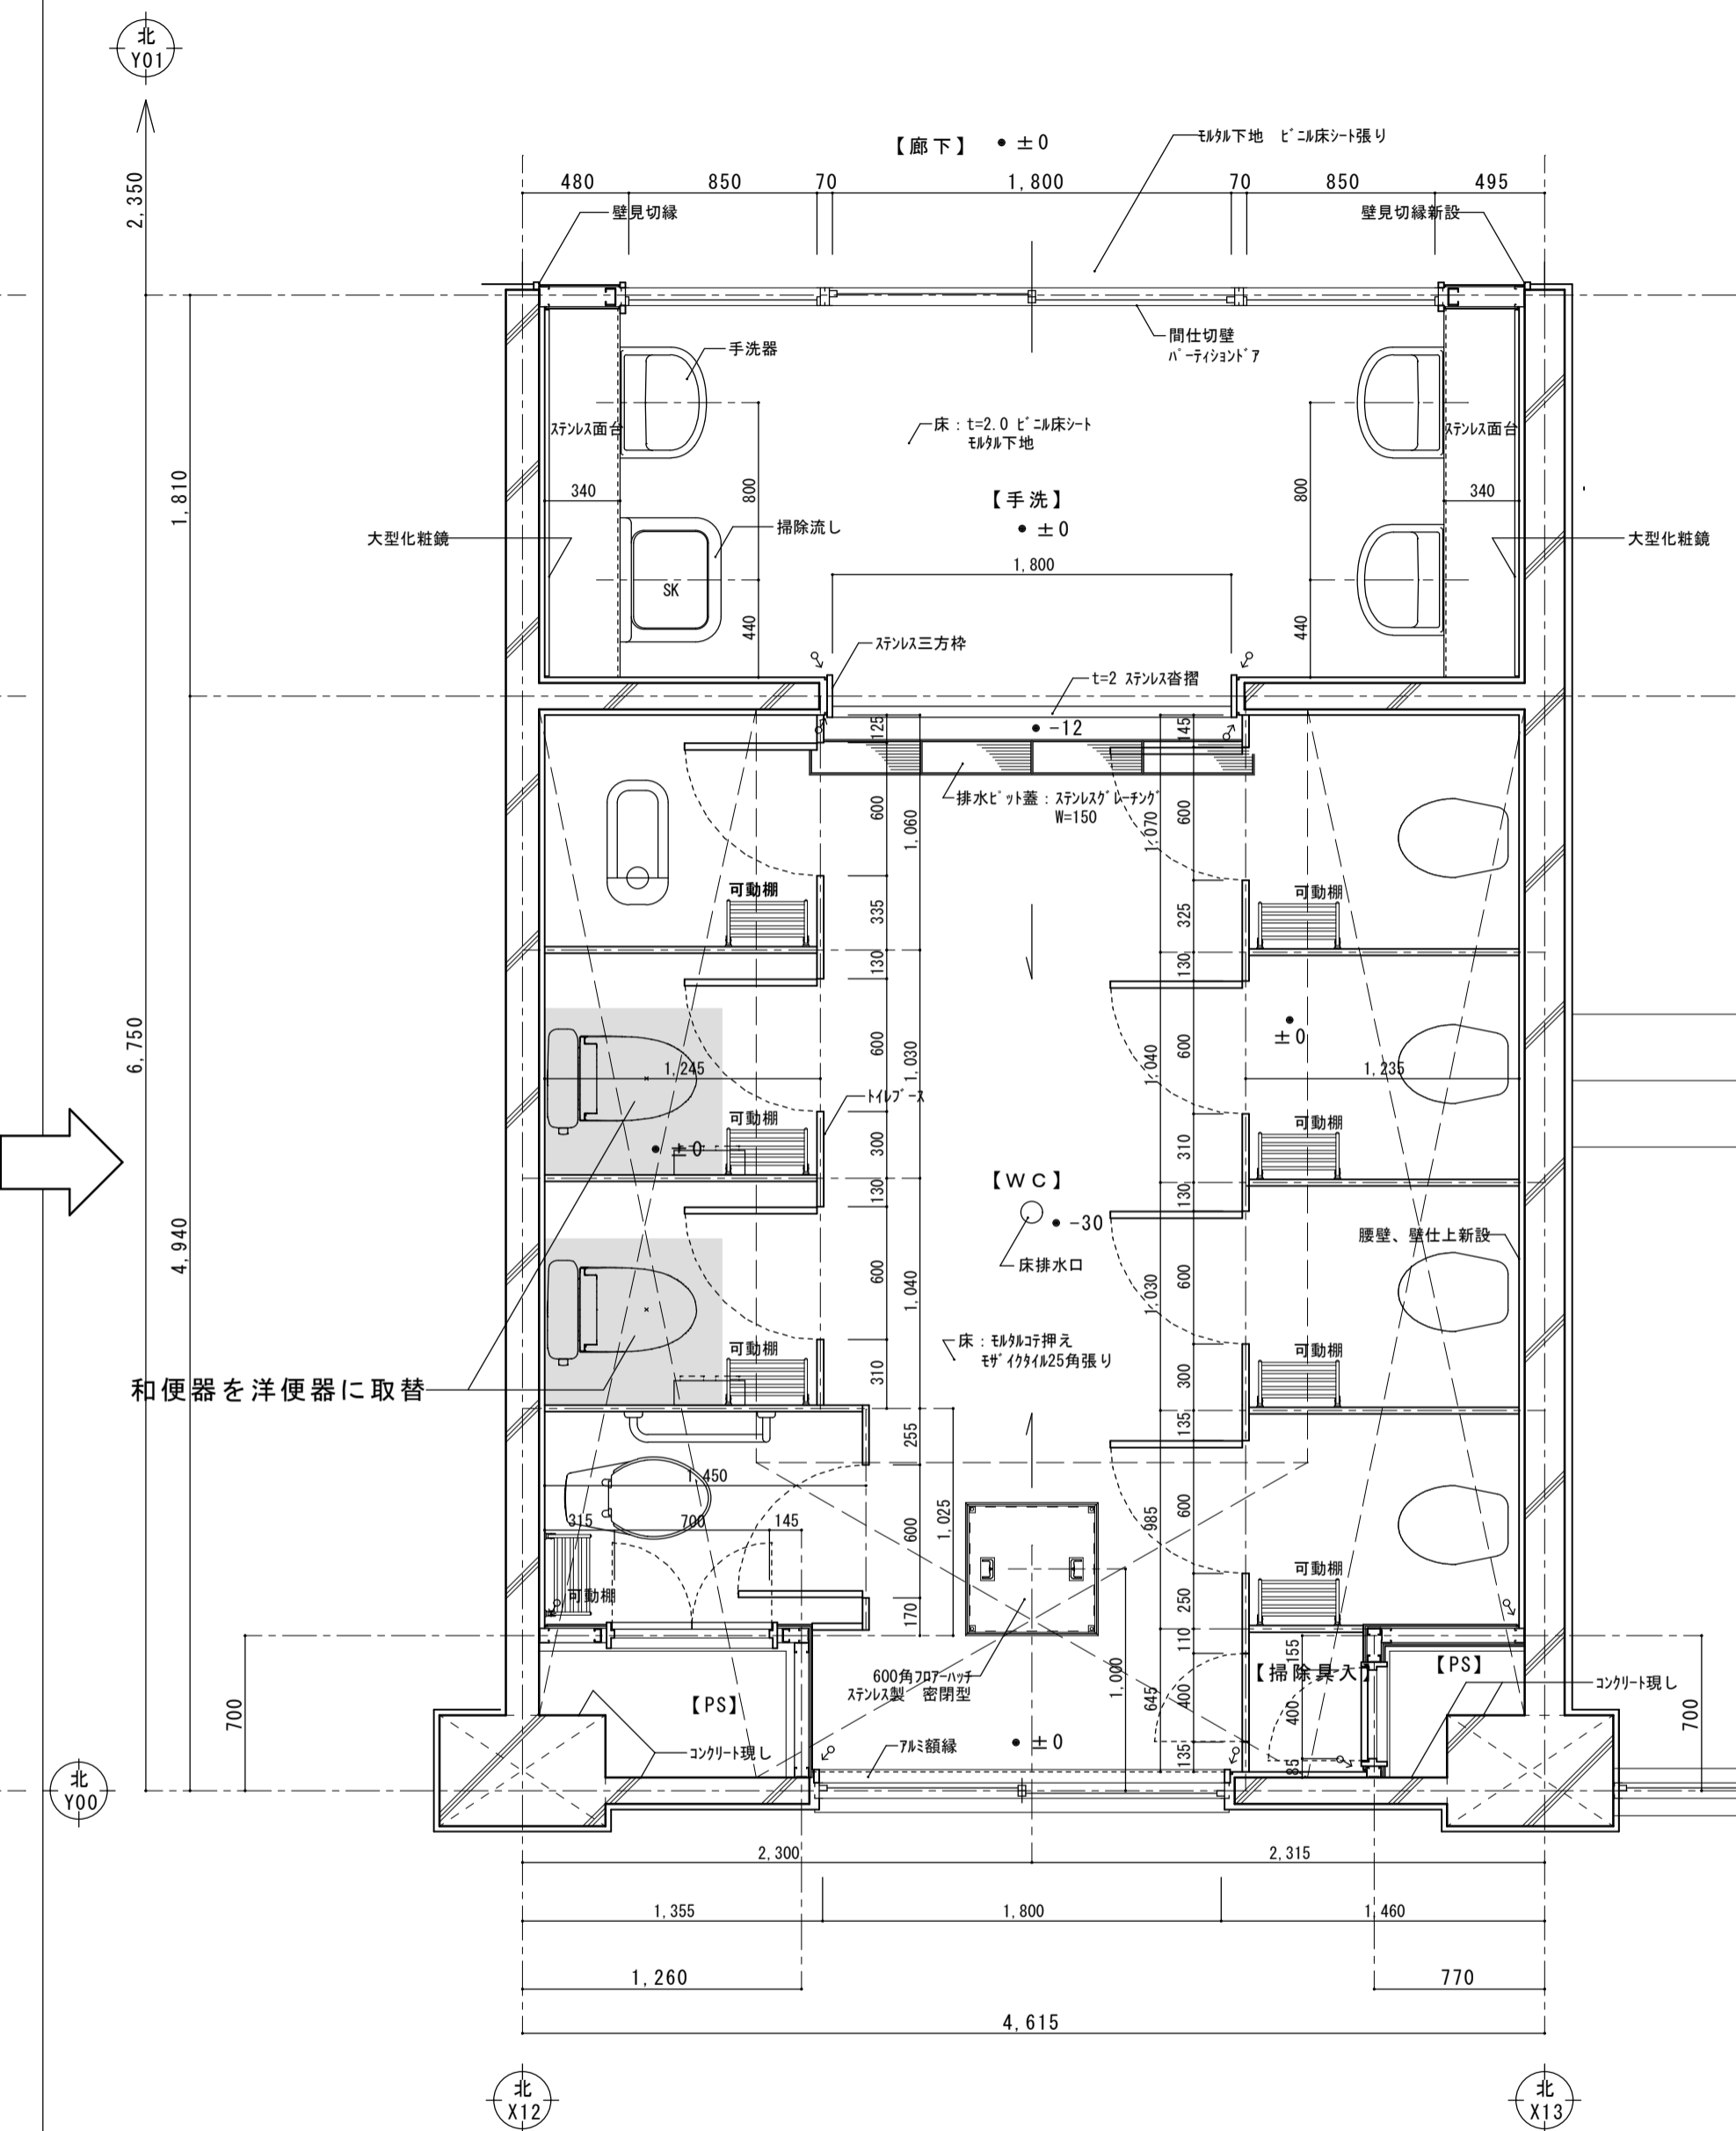 北
Y01
【廊下】 ● ±0
モルタル下地 ビニル床シート張り
2,350
480 850 70 1,800 70 850 495
壁見切縁
壁見切縁新設
手洗器
間仕切壁
パーティションドア
ステンレス面台
床：t=2.0 ビニル床シート
モルタル下地
ステンレス面台
1,810
340
800
【手洗】
800
340
大型化粧鏡
掃除流し
● ±0
大型化粧鏡
1,800
SK
440
440
ステンレス三方枠
t=2 ステンレス沓摺
125
● -12
145
排水ピット蓋：ステンレスグレーチング
W=150
600
1,060
1,070
600
可動棚
可動棚
335
325
130
130
6,750
±0
600
1,030
1,040
600
1,245
1,235
トイレブース
可動棚
可動棚
● ±0
300
310
【WC】
130
130
● -30
4,940
腰壁、壁仕上新設
床排水口
600
1,040
1,030
600
床：モルタルコテ押え
モザイクタイル25角張り
可動棚
可動棚
310
300
和便器を洋便器に取替
255
135
1,450
315 700 145
600
1,025
985
600
可動棚
可動棚
170
250
110
155
600角フロアーハッチ
ステンレス製 密閉型
1,000
【掃除具入】
【PS】
コンクリート現し
700
【PS】
645
400
400
700
コンクリート現し
アルミ額縁
● ±0
135
85
北
Y00
2,300 2,315
1,355 1,800 1,460
1,260 770
4,615
北
X12
北
X13